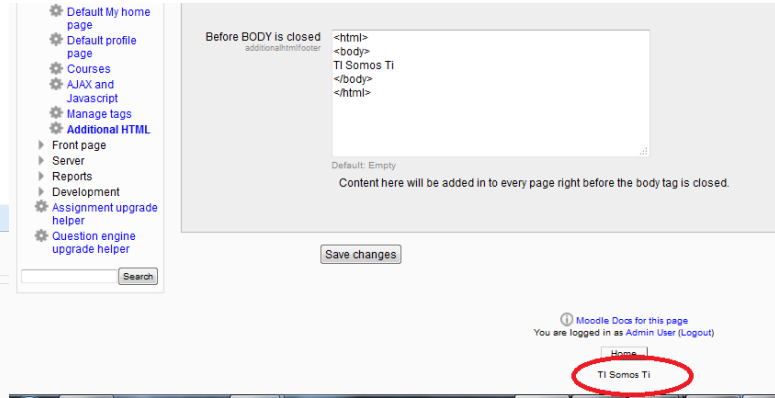 Default My home
page
Default profile
page
Courses
AJAX and
Javascript
Manage tags
Additional HTML
Front page
Server
Reports
Development
Assignment upgrade
helper
Question engine
upgrade helper
Search
Before BODY is closed
additionalhtmlfooter
<html>
<body>
TI Somos Ti
</body>
</html>
Default: Empty
Content here will be added in to every page right before the body tag is closed.
Save changes
Moodle Docs for this page
You are logged in as Admin User (Logout)
Home
TI Somos Ti